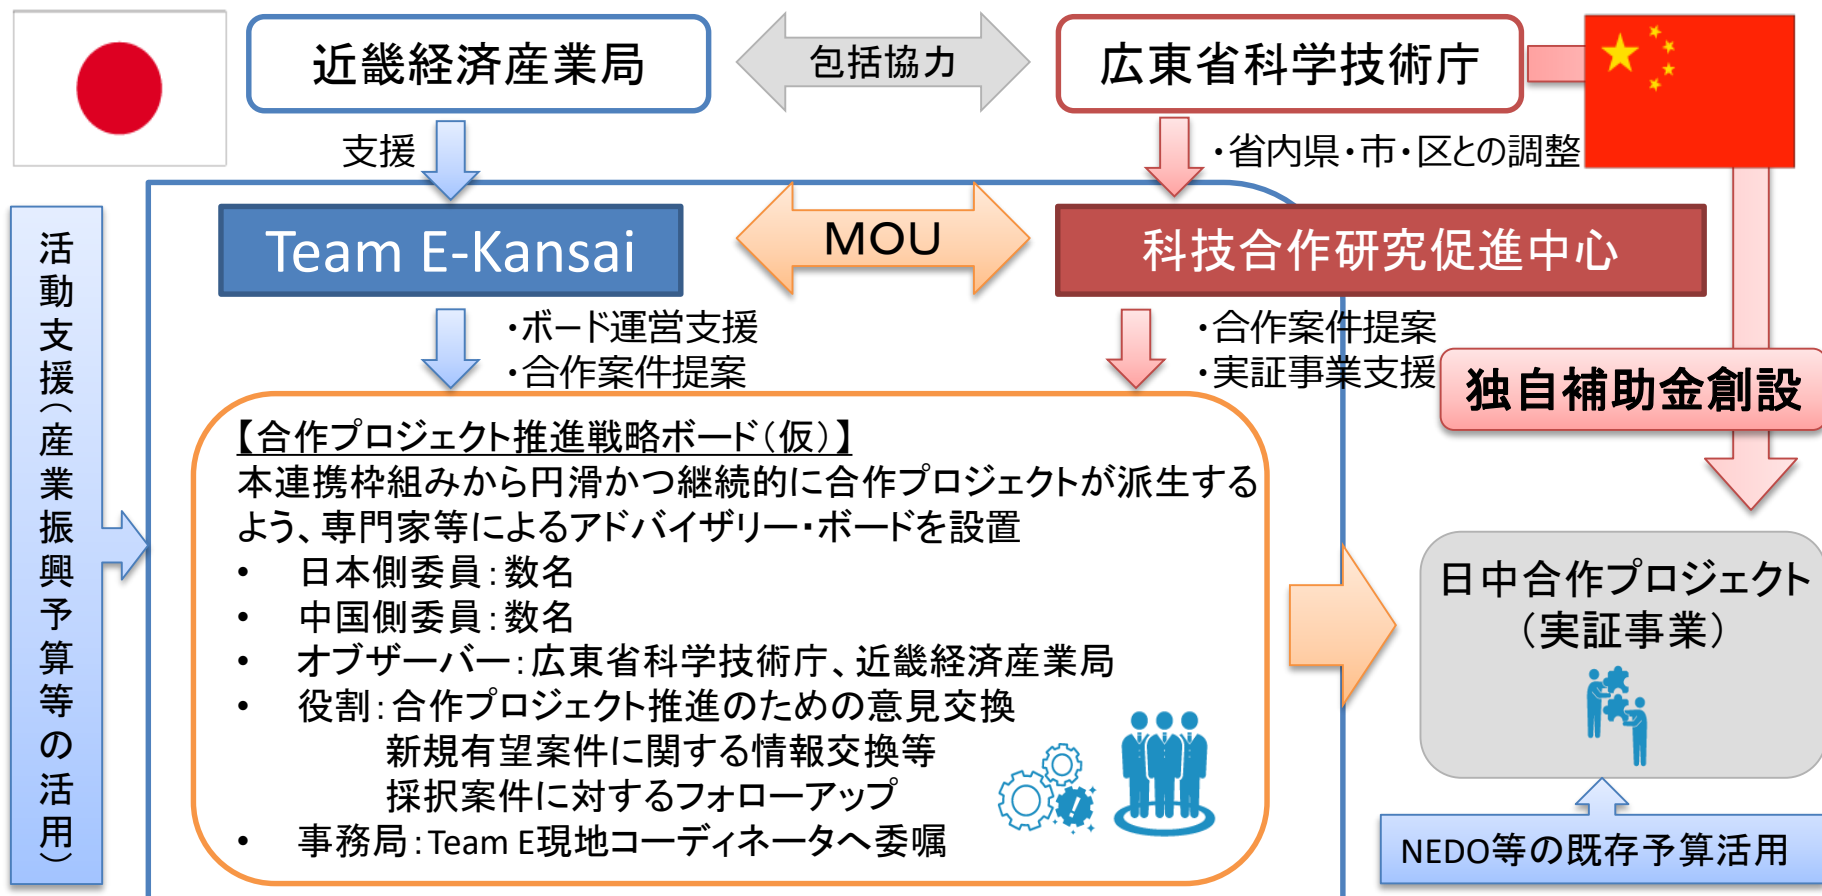 近畿経済産業局
包括協力
広東省科学技術庁
支援
・省内県・市・区との調整
Team E-Kansai
MOU
科技合作研究促進中心
・ボード運営支援
・合作案件提案
・合作案件提案
・実証事業支援
独自補助金創設
活動支援（産業振興予算等の活用）
【合作プロジェクト推進戦略ボード（仮）】
本連携枠組みから円滑かつ継続的に合作プロジェクトが派生する
よう、専門家等によるアドバイザリー・ボードを設置
• 日本側委員：数名
• 中国側委員：数名
• オブザーバー：広東省科学技術庁、近畿経済産業局
• 役割：合作プロジェクト推進のための意見交換
新規有望案件に関する情報交換等
採択案件に対するフォローアップ
• 事務局：Team E現地コーディネータへ委嘱
日中合作プロジェクト
（実証事業）
NEDO等の既存予算活用